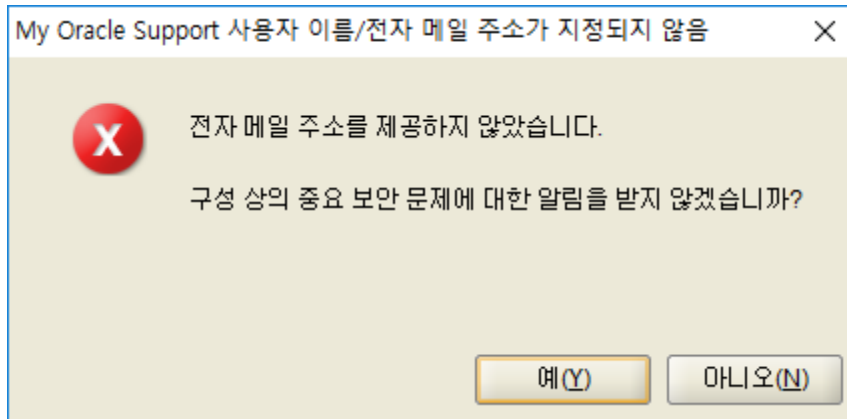 My Oracle Support 사용자 이름/전자 메일 주소가 지정되지 않음
전자 메일 주소를 제공하지 않았습니다.
구성 상의 중요 보안 문제에 대한 알림을 받지 않겠습니까?
예(Y) 아니오(N)